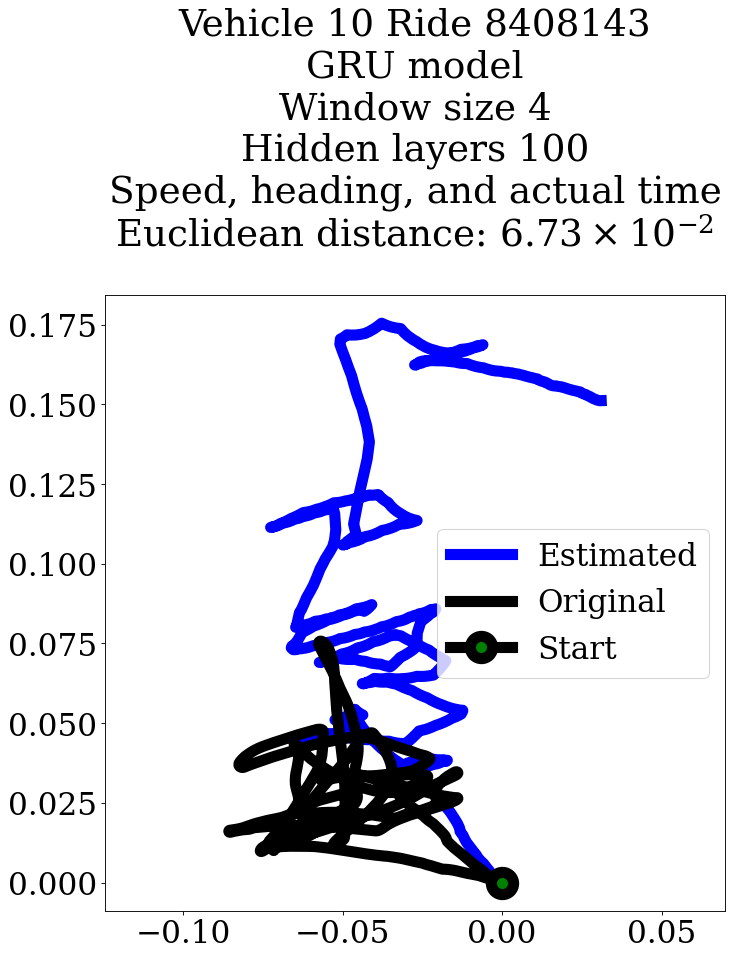 Vehicle 10 Ride 8408143
GRU model
Window size 4
Hidden layers 100
Speed, heading, and actual time
Euclidean distance: 6.73 × 10⁻²
0.175
0.150
0.125
0.100
0.075
0.050
0.025
0.000
Estimated
Original
Start
−0.10 −0.05 0.00 0.05